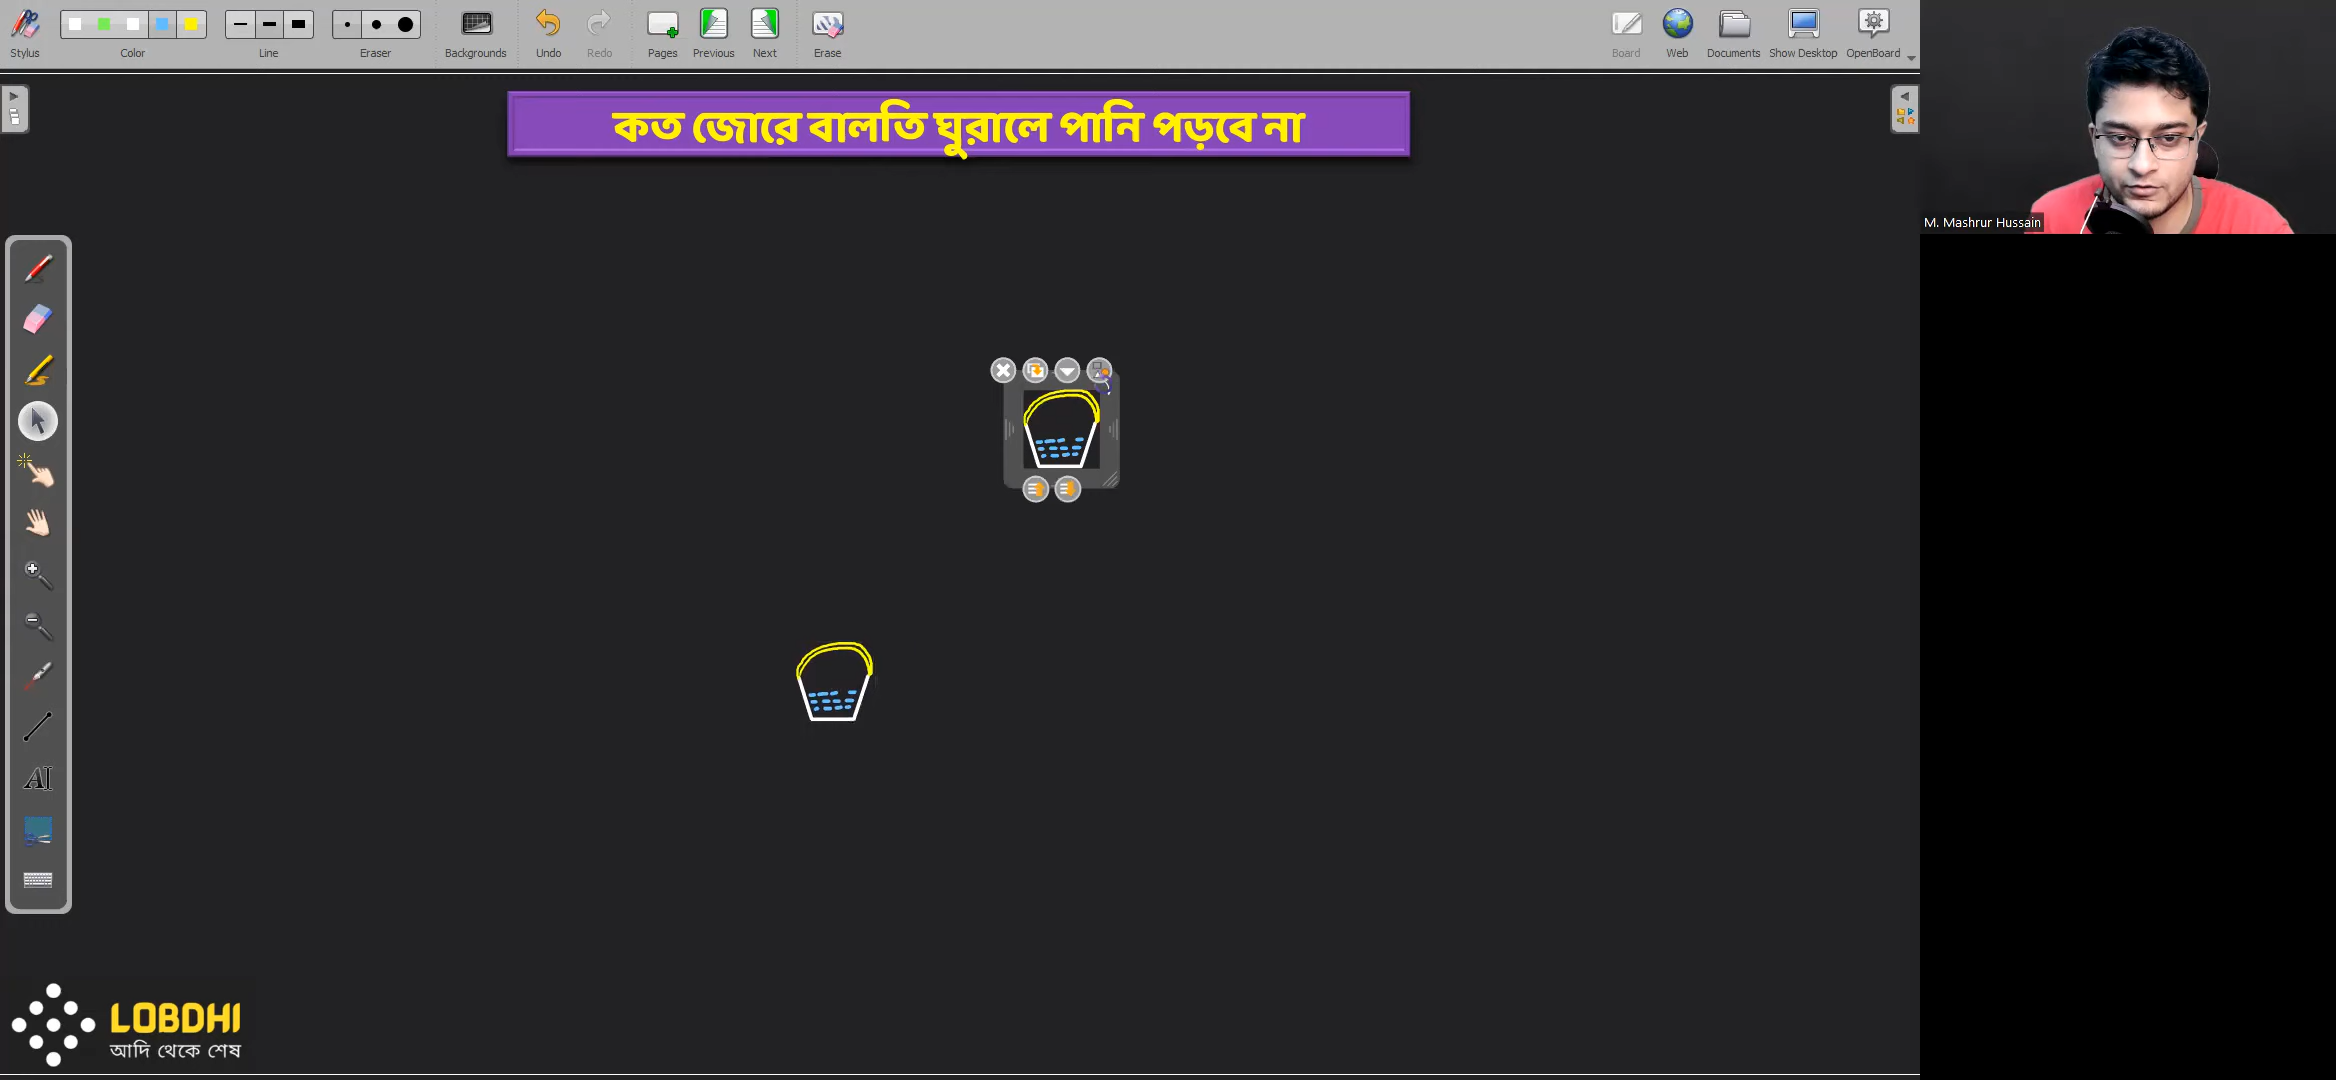 Stylus
Color
Line
Eraser
Backgrounds
Undo
Redo
Pages
Previous
Next
Erase
Board
Web
Documents
Show Desktop
OpenBoard
কত জোরে বালতি ঘুরালে পানি পড়বে না
M. Mashrur Hussain
AI
LOBDHI
আদি থেকে শেষ